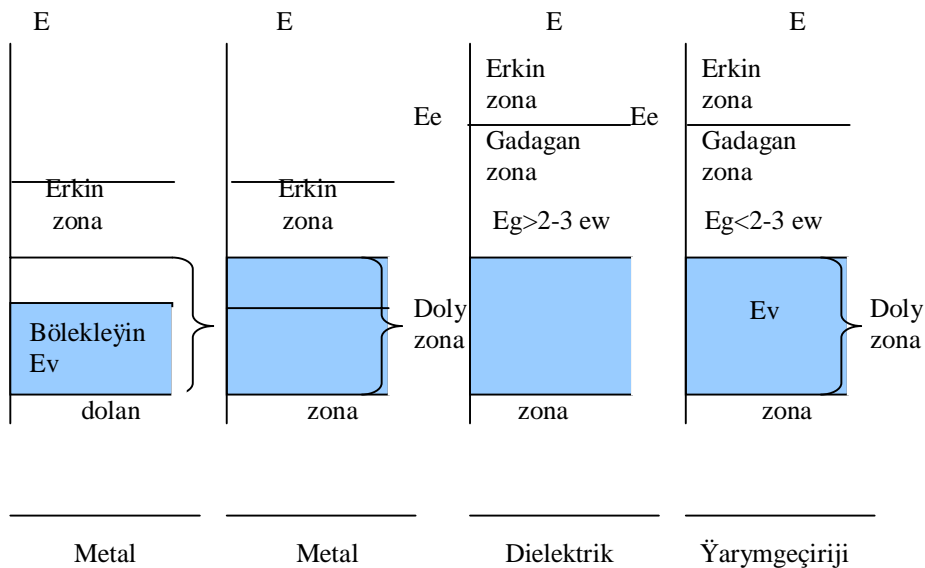 E
E
E
E
Erkin
zona
Erkin
zona
Ee
Ee
Gadagan
zona
Gadagan
zona
Erkin
zona
Erkin
zona
Eg>2-3 ew
Eg<2-3 ew
Bölekleýin
Ev
Doly
zona
Ev
Doly
zona
dolan
zona
zona
zona
Metal
Metal
Dielektrik
Ÿarymgeçiriji